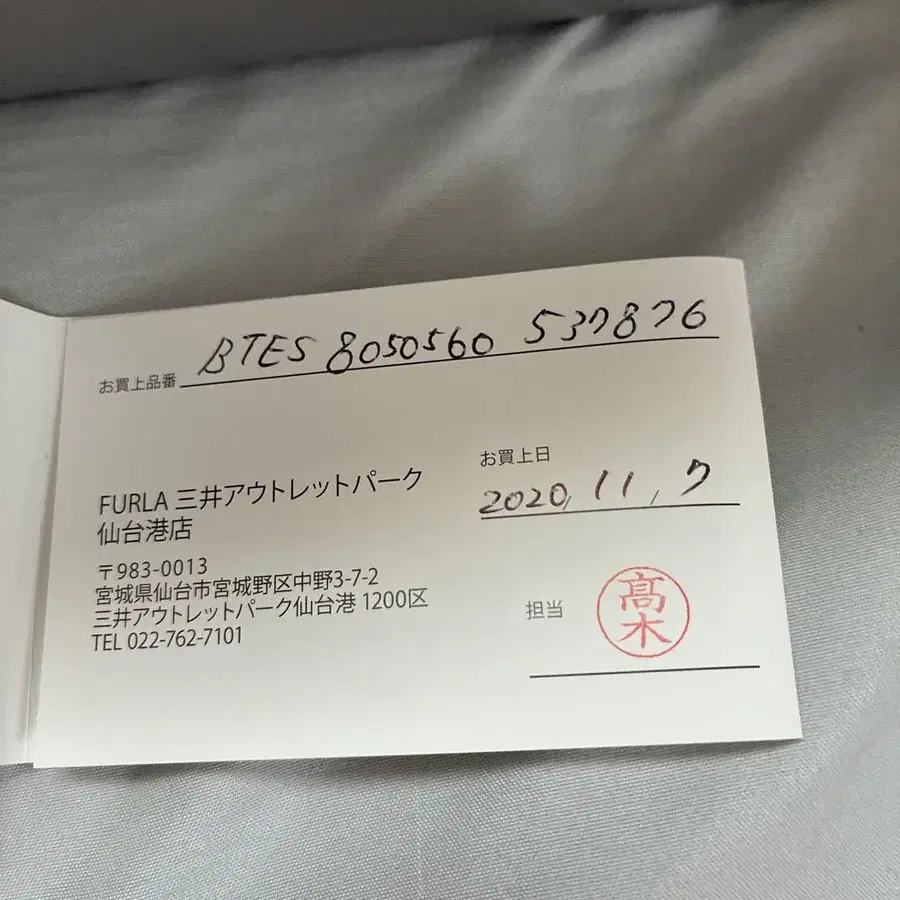 お買上品番 BTES 8050560 537876
お買上日
2020, 11, 7
FURLA 三井アウトレットパーク
仙台港店
〒983-0013
宮城県仙台市宮城野区中野3-7-2
三井アウトレットパーク仙台港 1200区
TEL 022-762-7101
担当 髙木